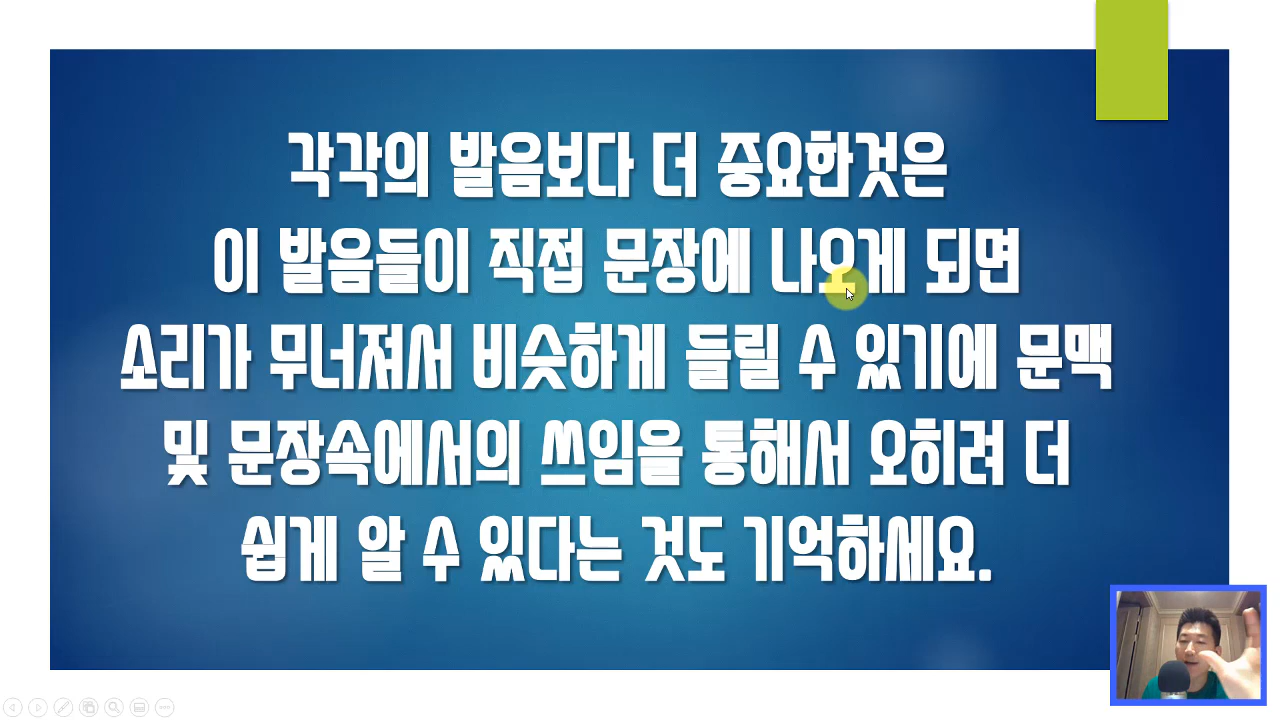 각각의 발음보다 더 중요한것은
이 발음들이 직접 문장에 나오게 되면
소리가 무너져서 비슷하게 들릴 수 있기에 문맥
및 문장속에서의 쓰임을 통해서 오히려 더
쉽게 알 수 있다는 것도 기억하세요.